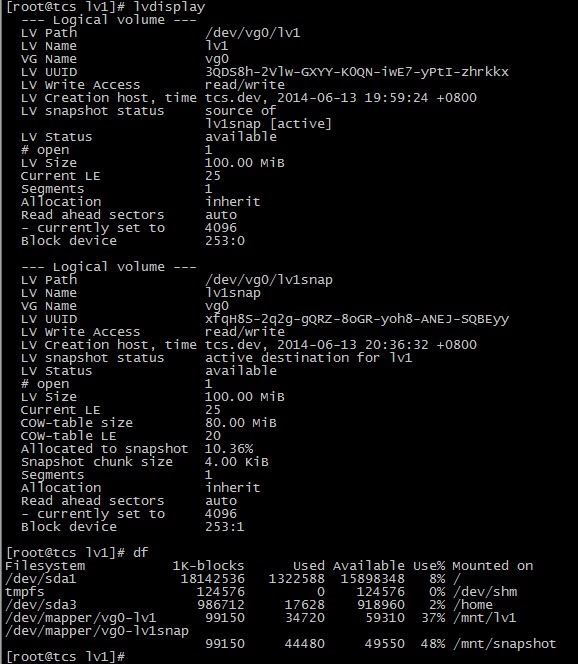 [root@tcs lv1]# lvdisplay
  --- Logical volume ---
  LV Path                /dev/vg0/lv1
  LV Name                lv1
  VG Name                vg0
  LV UUID                3QDS8h-2Vlw-GXYY-K0QN-iwE7-yPtI-zhrkkx
  LV Write Access        read/write
  LV Creation host, time tcs.dev, 2014-06-13 19:59:24 +0800
  LV snapshot status     source of
                         lv1snap [active]
  LV Status              available
  # open                 1
  LV Size                100.00 MiB
  Current LE             25
  Segments               1
  Allocation             inherit
  Read ahead sectors     auto
  - currently set to     4096
  Block device           253:0

  --- Logical volume ---
  LV Path                /dev/vg0/lv1snap
  LV Name                lv1snap
  VG Name                vg0
  LV UUID                xfqH8S-2q2g-gQRZ-8oGR-yoh8-ANEJ-SQBEyy
  LV Write Access        read/write
  LV Creation host, time tcs.dev, 2014-06-13 20:36:32 +0800
  LV snapshot status     active destination for lv1
  LV Status              available
  # open                 1
  LV Size                100.00 MiB
  Current LE             25
  COW-table size         80.00 MiB
  COW-table LE           20
  Allocated to snapshot  10.36%
  Snapshot chunk size    4.00 KiB
  Segments               1
  Allocation             inherit
  Read ahead sectors     auto
  - currently set to     4096
  Block device           253:1

[root@tcs lv1]# df
Filesystem           1K-blocks      Used Available Use% Mounted on
/dev/sda1             18142536   1322588  15898348   8% /
tmpfs                   124576         0    124576   0% /dev/shm
/dev/sda3               986712     17628    918960   2% /home
/dev/mapper/vg0-lv1      99150     34720     59310  37% /mnt/lv1
/dev/mapper/vg0-lv1snap
                         99150     44480     49550  48% /mnt/snapshot
[root@tcs lv1]#